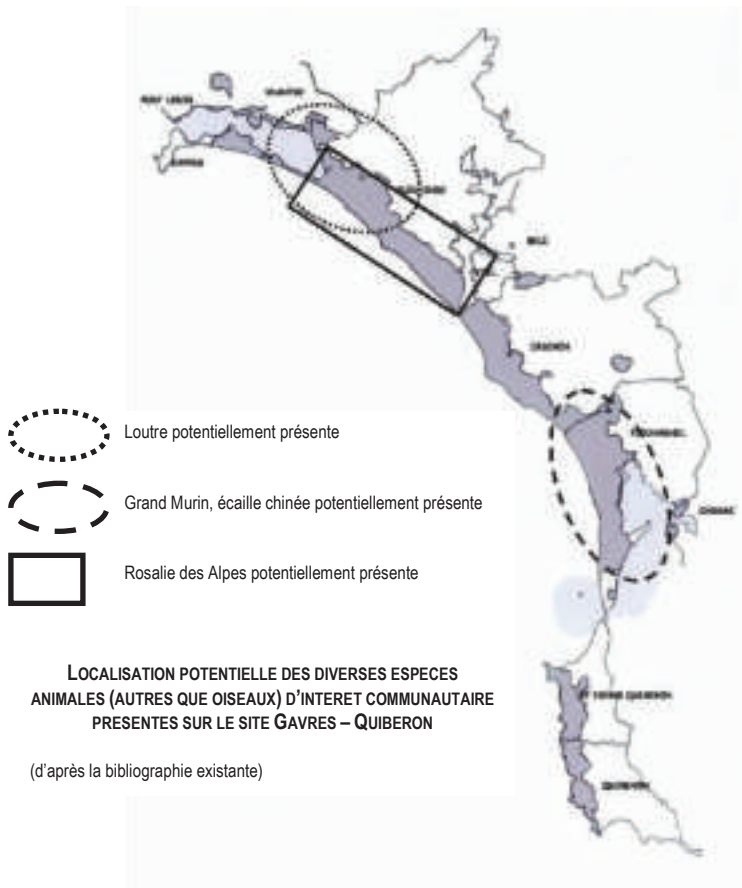 Loutre potentiellement présente
Grand Murin, écaille chinée potentiellement présente
Rosalie des Alpes potentiellement présente
LOCALISATION POTENTIELLE DES DIVERSES ESPECES
ANIMALES (AUTRES QUE OISEAUX) D'INTERET COMMUNAUTAIRE
PRESENTES SUR LE SITE GAVRES – QUIBERON
(d'après la bibliographie existante)